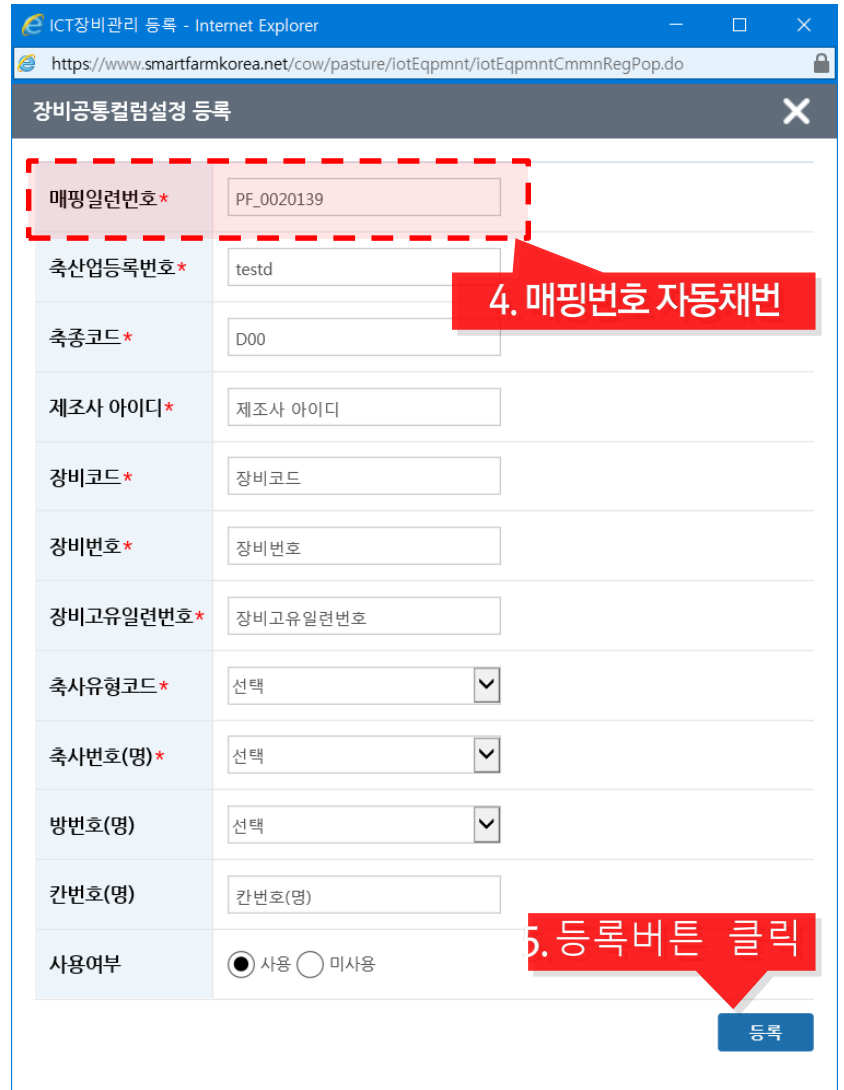 ICT장비관리 등록 - Internet Explorer
https://www.smartfarmkorea.net/cow/pasture/iotEqpmnt/iotEqpmntCmmnRegPop.do
장비공통컬럼설정 등록
매핑일련번호* PF_0020139
축산업등록번호* testd
4. 매핑번호 자동채번
축종코드* D00
제조사 아이디* 제조사 아이디
장비코드* 장비코드
장비번호* 장비번호
장비고유일련번호* 장비고유일련번호
축사유형코드* 선택
축사번호(명)* 선택
방번호(명) 선택
칸번호(명) 칸번호(명)
5. 등록버튼 클릭
사용여부 사용 미사용
등록